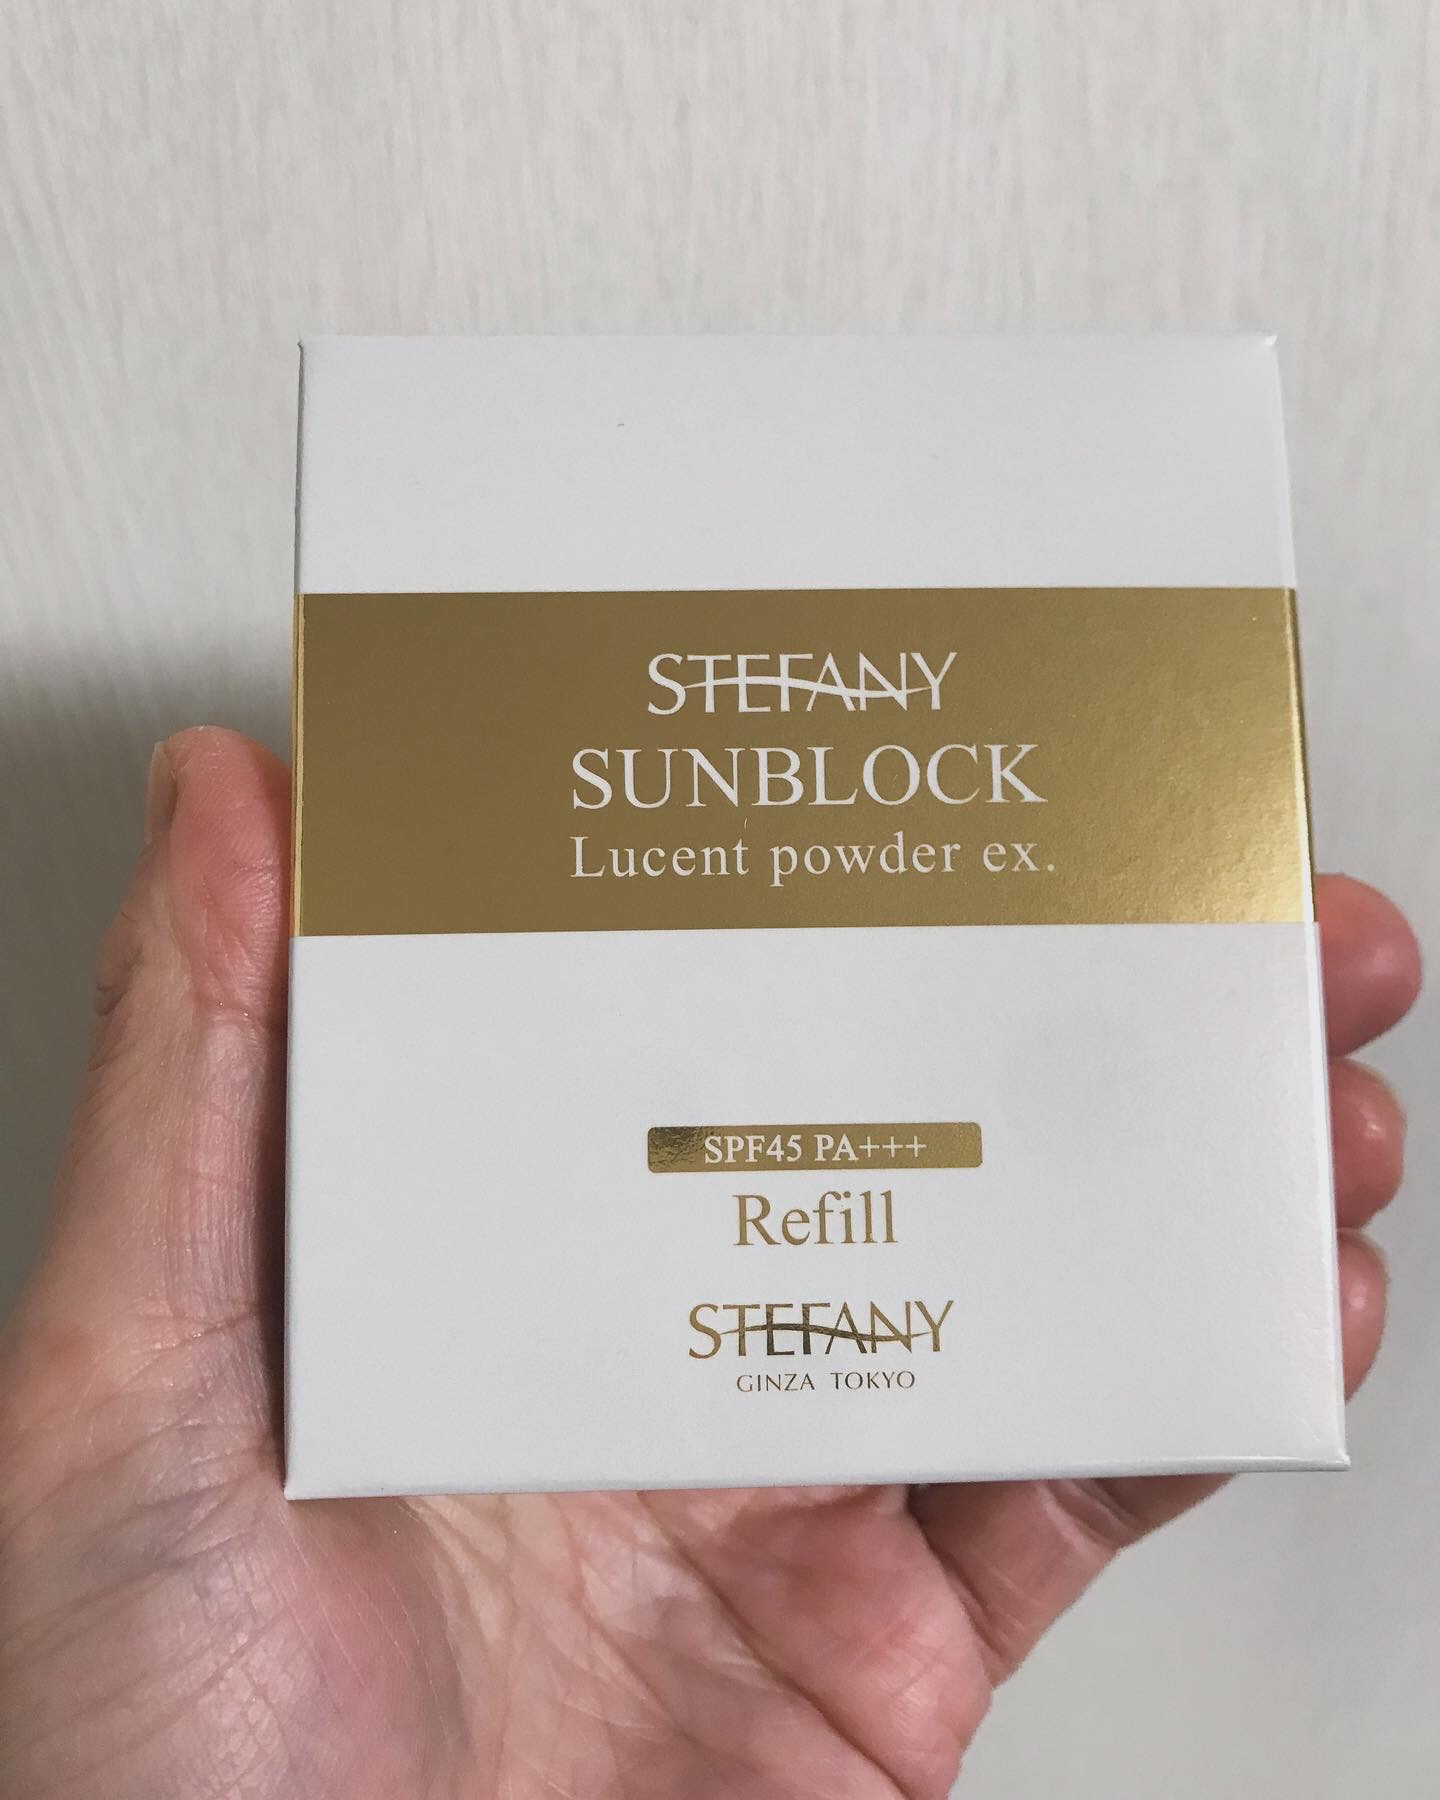 STEFANY
SUNBLOCK
Lucent powder ex.
SPF45 PA+++
Refill
STEFANY
GINZA TOKYO